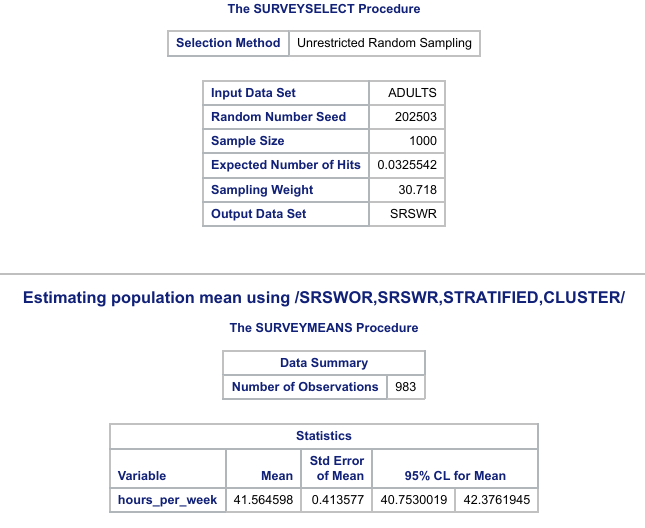 The SURVEYSELECT Procedure
Selection Method Unrestricted Random Sampling
Input Data Set ADULTS
Random Number Seed 202503
Sample Size 1000
Expected Number of Hits 0.0325542
Sampling Weight 30.718
Output Data Set SRSWR
Estimating population mean using /SRSWOR,SRSWR,STRATIFIED,CLUSTER/
The SURVEYMEANS Procedure
Data Summary
Number of Observations 983
Statistics
Variable Mean Std Error of Mean 95% CL for Mean
hours_per_week 41.564598 0.413577 40.7530019 42.3761945